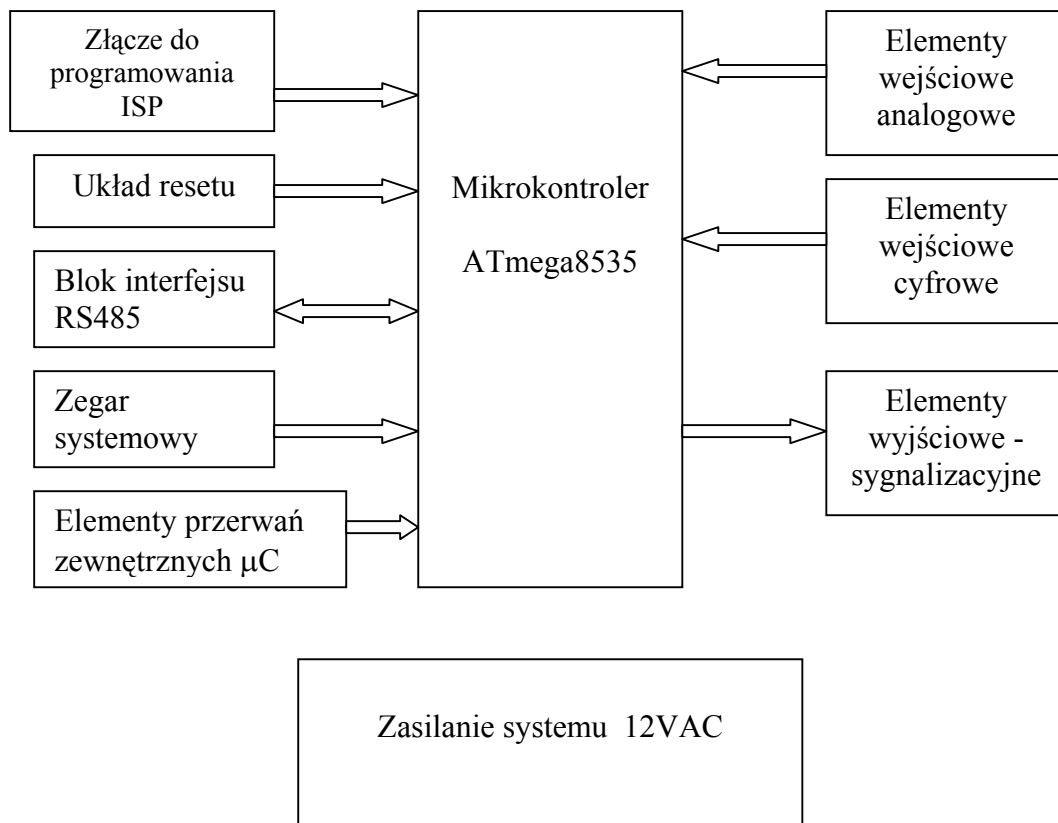 Złącze do
programowania
ISP
Układ resetu
Blok interfejsu
RS485
Zegar
systemowy
Elementy przerwań
zewnętrznych μC
Mikrokontroler
ATmega8535
Elementy
wejściowe
analogowe
Elementy
wejściowe
cyfrowe
Elementy
wyjściowe -
sygnalizacyjne
Zasilanie systemu 12VAC